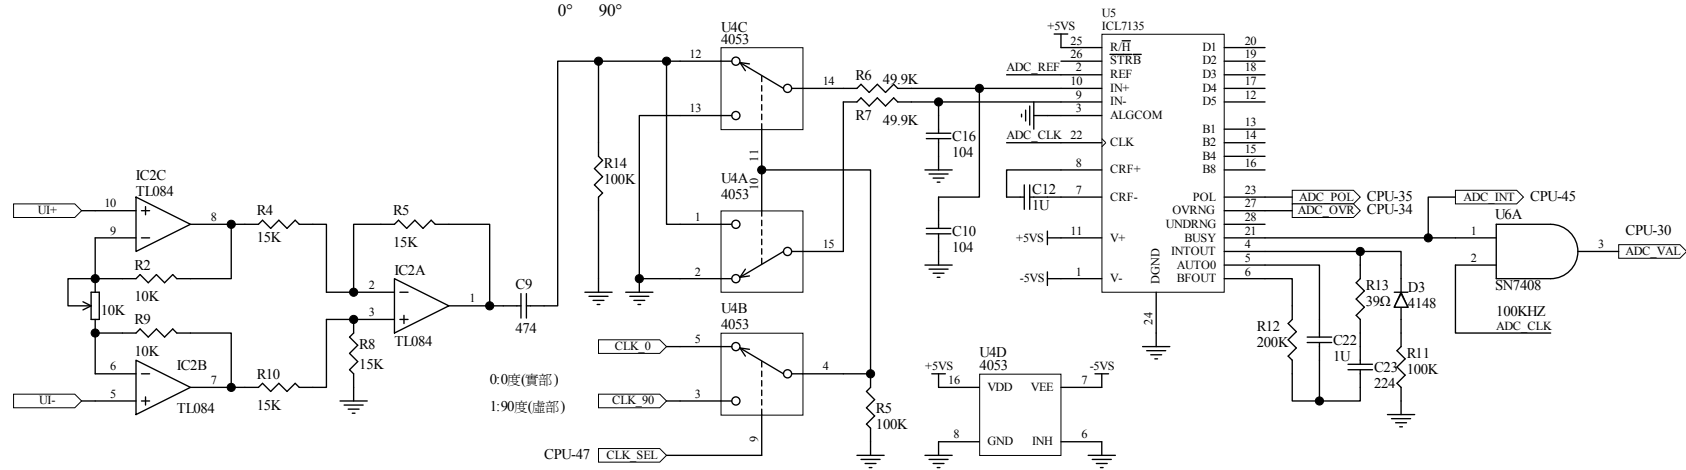 0° 90°
U4C
4053
12
13
14
11
R6 49.9K
R7 49.9K
R14
100K
U4A
4053
10
1
2
15
C16
104
C10
104
IC2C
TL084
UI+ 10
9
8
R4
15K
R5
15K
R2
10K
10K
R9
10K
IC2A
TL084
2
3
1
C9
474
R8
15K
IC2B
TL084
6
UI- 5
7
R10
15K
U4B
4053
CLK_0 5
CLK_90 3
4
9
0:0度(實部)
1:90度(虛部)
CPU-47 CLK_SEL
R5
100K
U4D
4053
+5VS 16 VDD VEE 7 -5VS
8 GND INH 6
U5
ICL7135
+5VS
25 R/H D1 20
26 STRB D2 19
ADC_REF 2 REF D3 18
10 IN+ D4 17
9 IN- D5 12
3 ALGCOM
B1 13
ADC_CLK 22 CLK B2 14
B4 15
8 CRF+ B8 16
C12
1U
7 CRF- POL 23 ADC_POL CPU-35
OVRNG 27 ADC_OVR CPU-34
UNDRNG 28
+5VS 11 V+ BUSY 21
INTOUT 4
AUTO0 5
-5VS 1 V- BFOUT 6
DGND
24
ADC_INT CPU-45
U6A
1
2
3
SN7408
CPU-30
ADC_VAL
100KHZ
ADC_CLK
R13
39Ω
D3
4148
R12
200K
C22
1U
C23
224
R11
100K